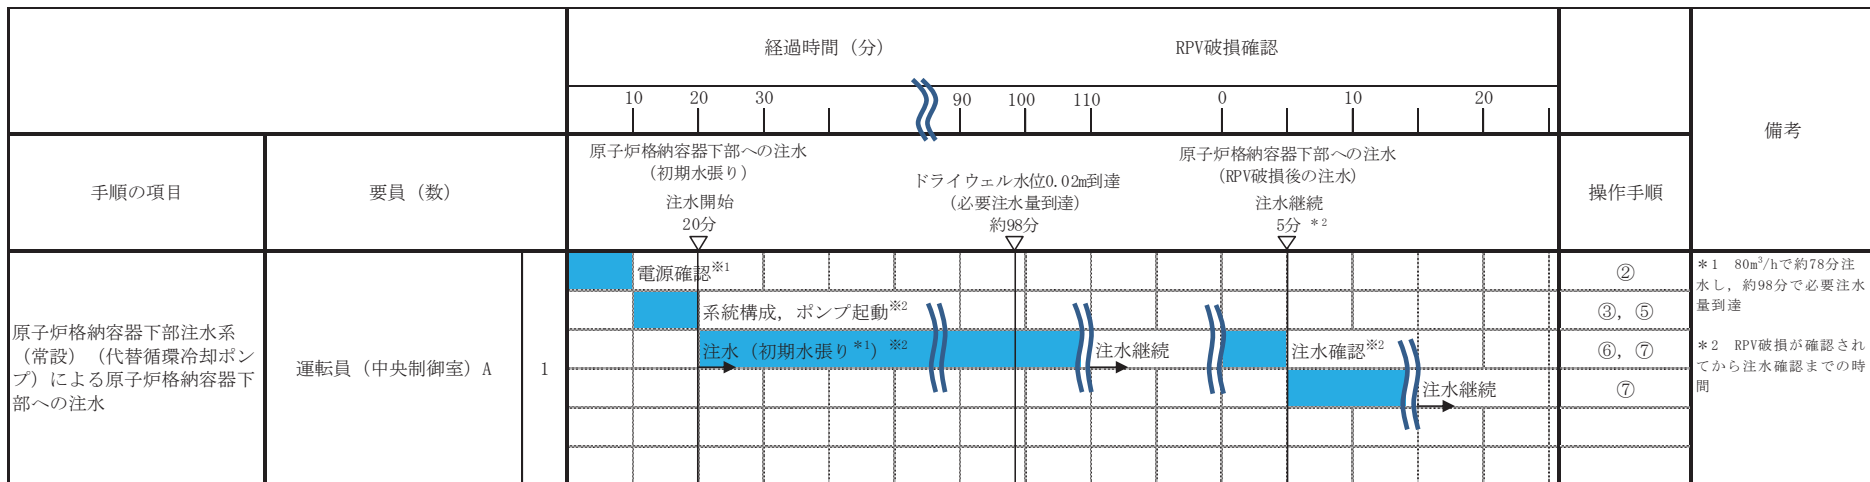 経過時間（分）
RPV破損確認
10 20 30 90 100 110 0 10 20
備考
手順の項目
要員（数）
原子炉格納容器下部への注水
（初期水張り）
注水開始
20分
ドライウェル水位0.02m到達
（必要注水量到達）
約98分
原子炉格納容器下部への注水
（RPV破損後の注水）
注水継続
5分 ＊2
操作手順
原子炉格納容器下部注水系
（常設）（代替循環冷却ポン
プ）による原子炉格納容器下
部への注水
運転員（中央制御室）A
1
電源確認※1
②
系統構成，ポンプ起動※2
③，⑤
注水（初期水張り＊1）※2
注水継続
注水確認※2
⑥，⑦
注水継続
⑦
＊1　80m³/hで約78分注
水し，約98分で必要注水
量到達
＊2　RPV破損が確認され
てから注水確認までの時
間